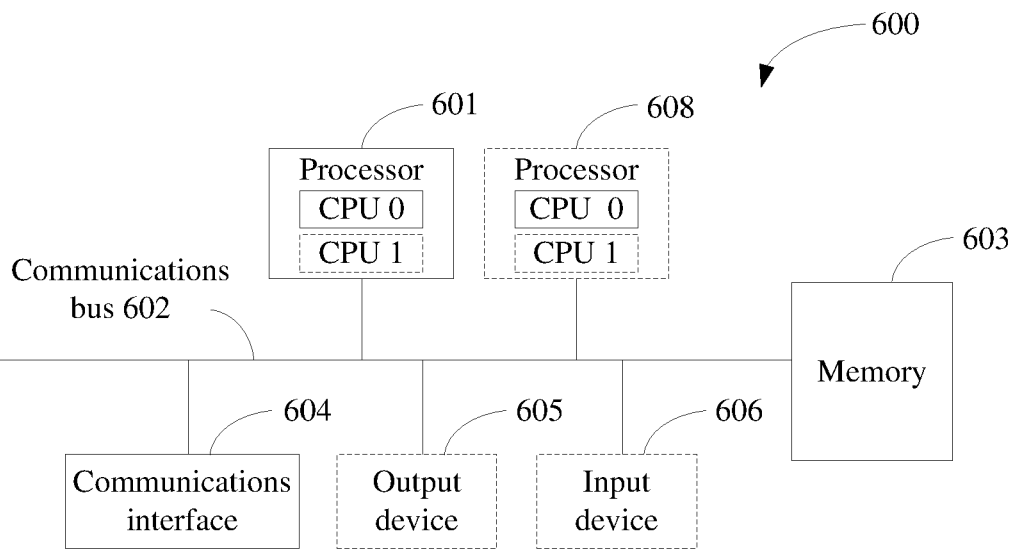 600
601
608
Processor
CPU 0
CPU 1
Processor
CPU 0
CPU 1
603
Communications
bus 602
Memory
604
605
606
Communications
interface
Output
device
Input
device